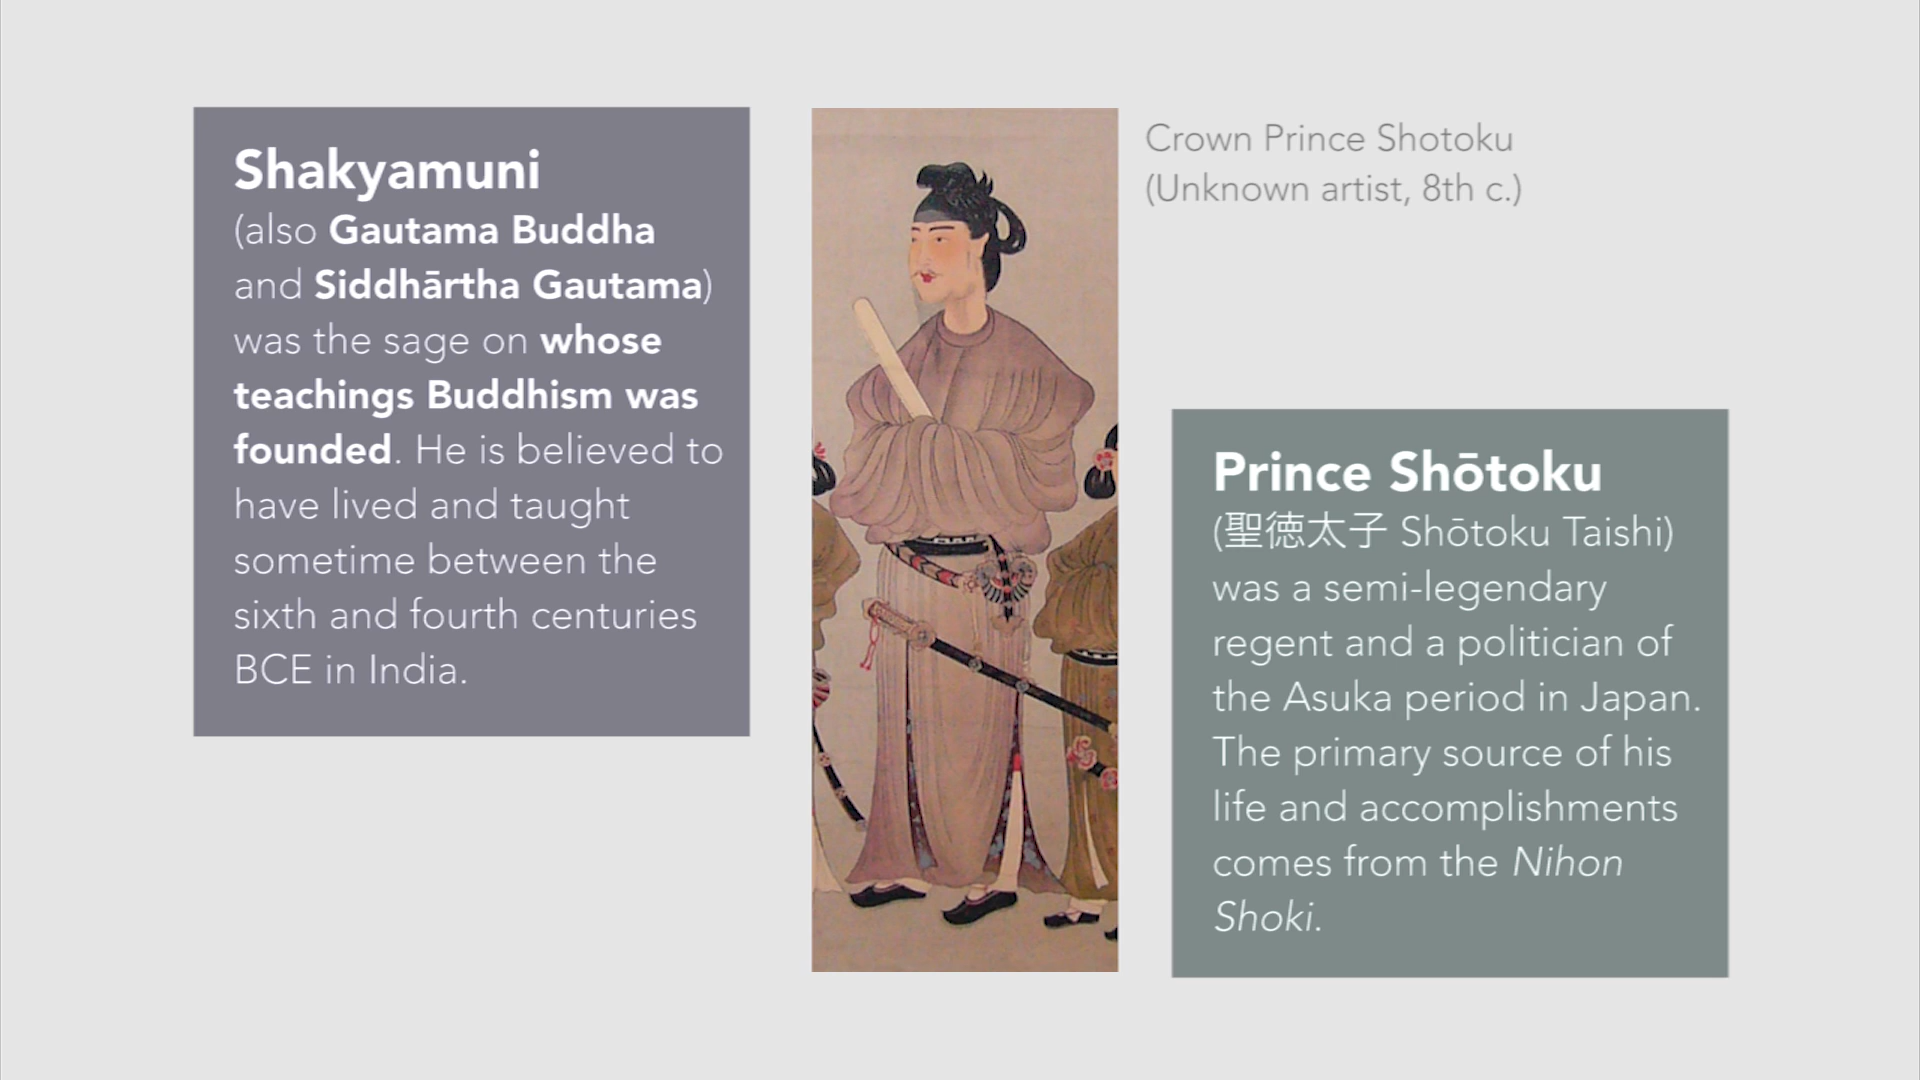 Shakyamuni
(also Gautama Buddha
and Siddhārtha Gautama)
was the sage on whose
teachings Buddhism was
founded. He is believed to
have lived and taught
sometime between the
sixth and fourth centuries
BCE in India.
Crown Prince Shotoku
(Unknown artist, 8th c.)
Prince Shōtoku
(聖徳太子 Shōtoku Taishi)
was a semi-legendary
regent and a politician of
the Asuka period in Japan.
The primary source of his
life and accomplishments
comes from the Nihon
Shoki.